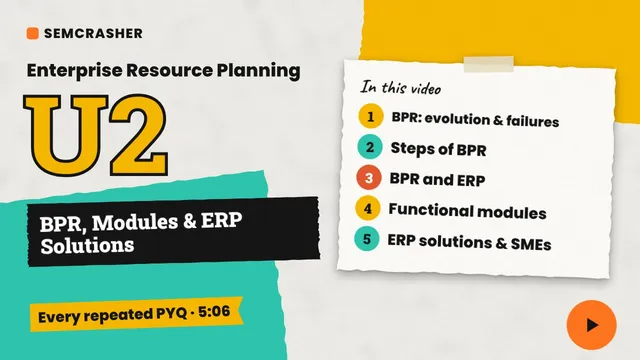 SEMCRASHER
Enterprise Resource Planning
U2
BPR, Modules & ERP
Solutions
Every repeated PYQ · 5:06
In this video
1 BPR: evolution & failures
2 Steps of BPR
3 BPR and ERP
4 Functional modules
5 ERP solutions & SMEs